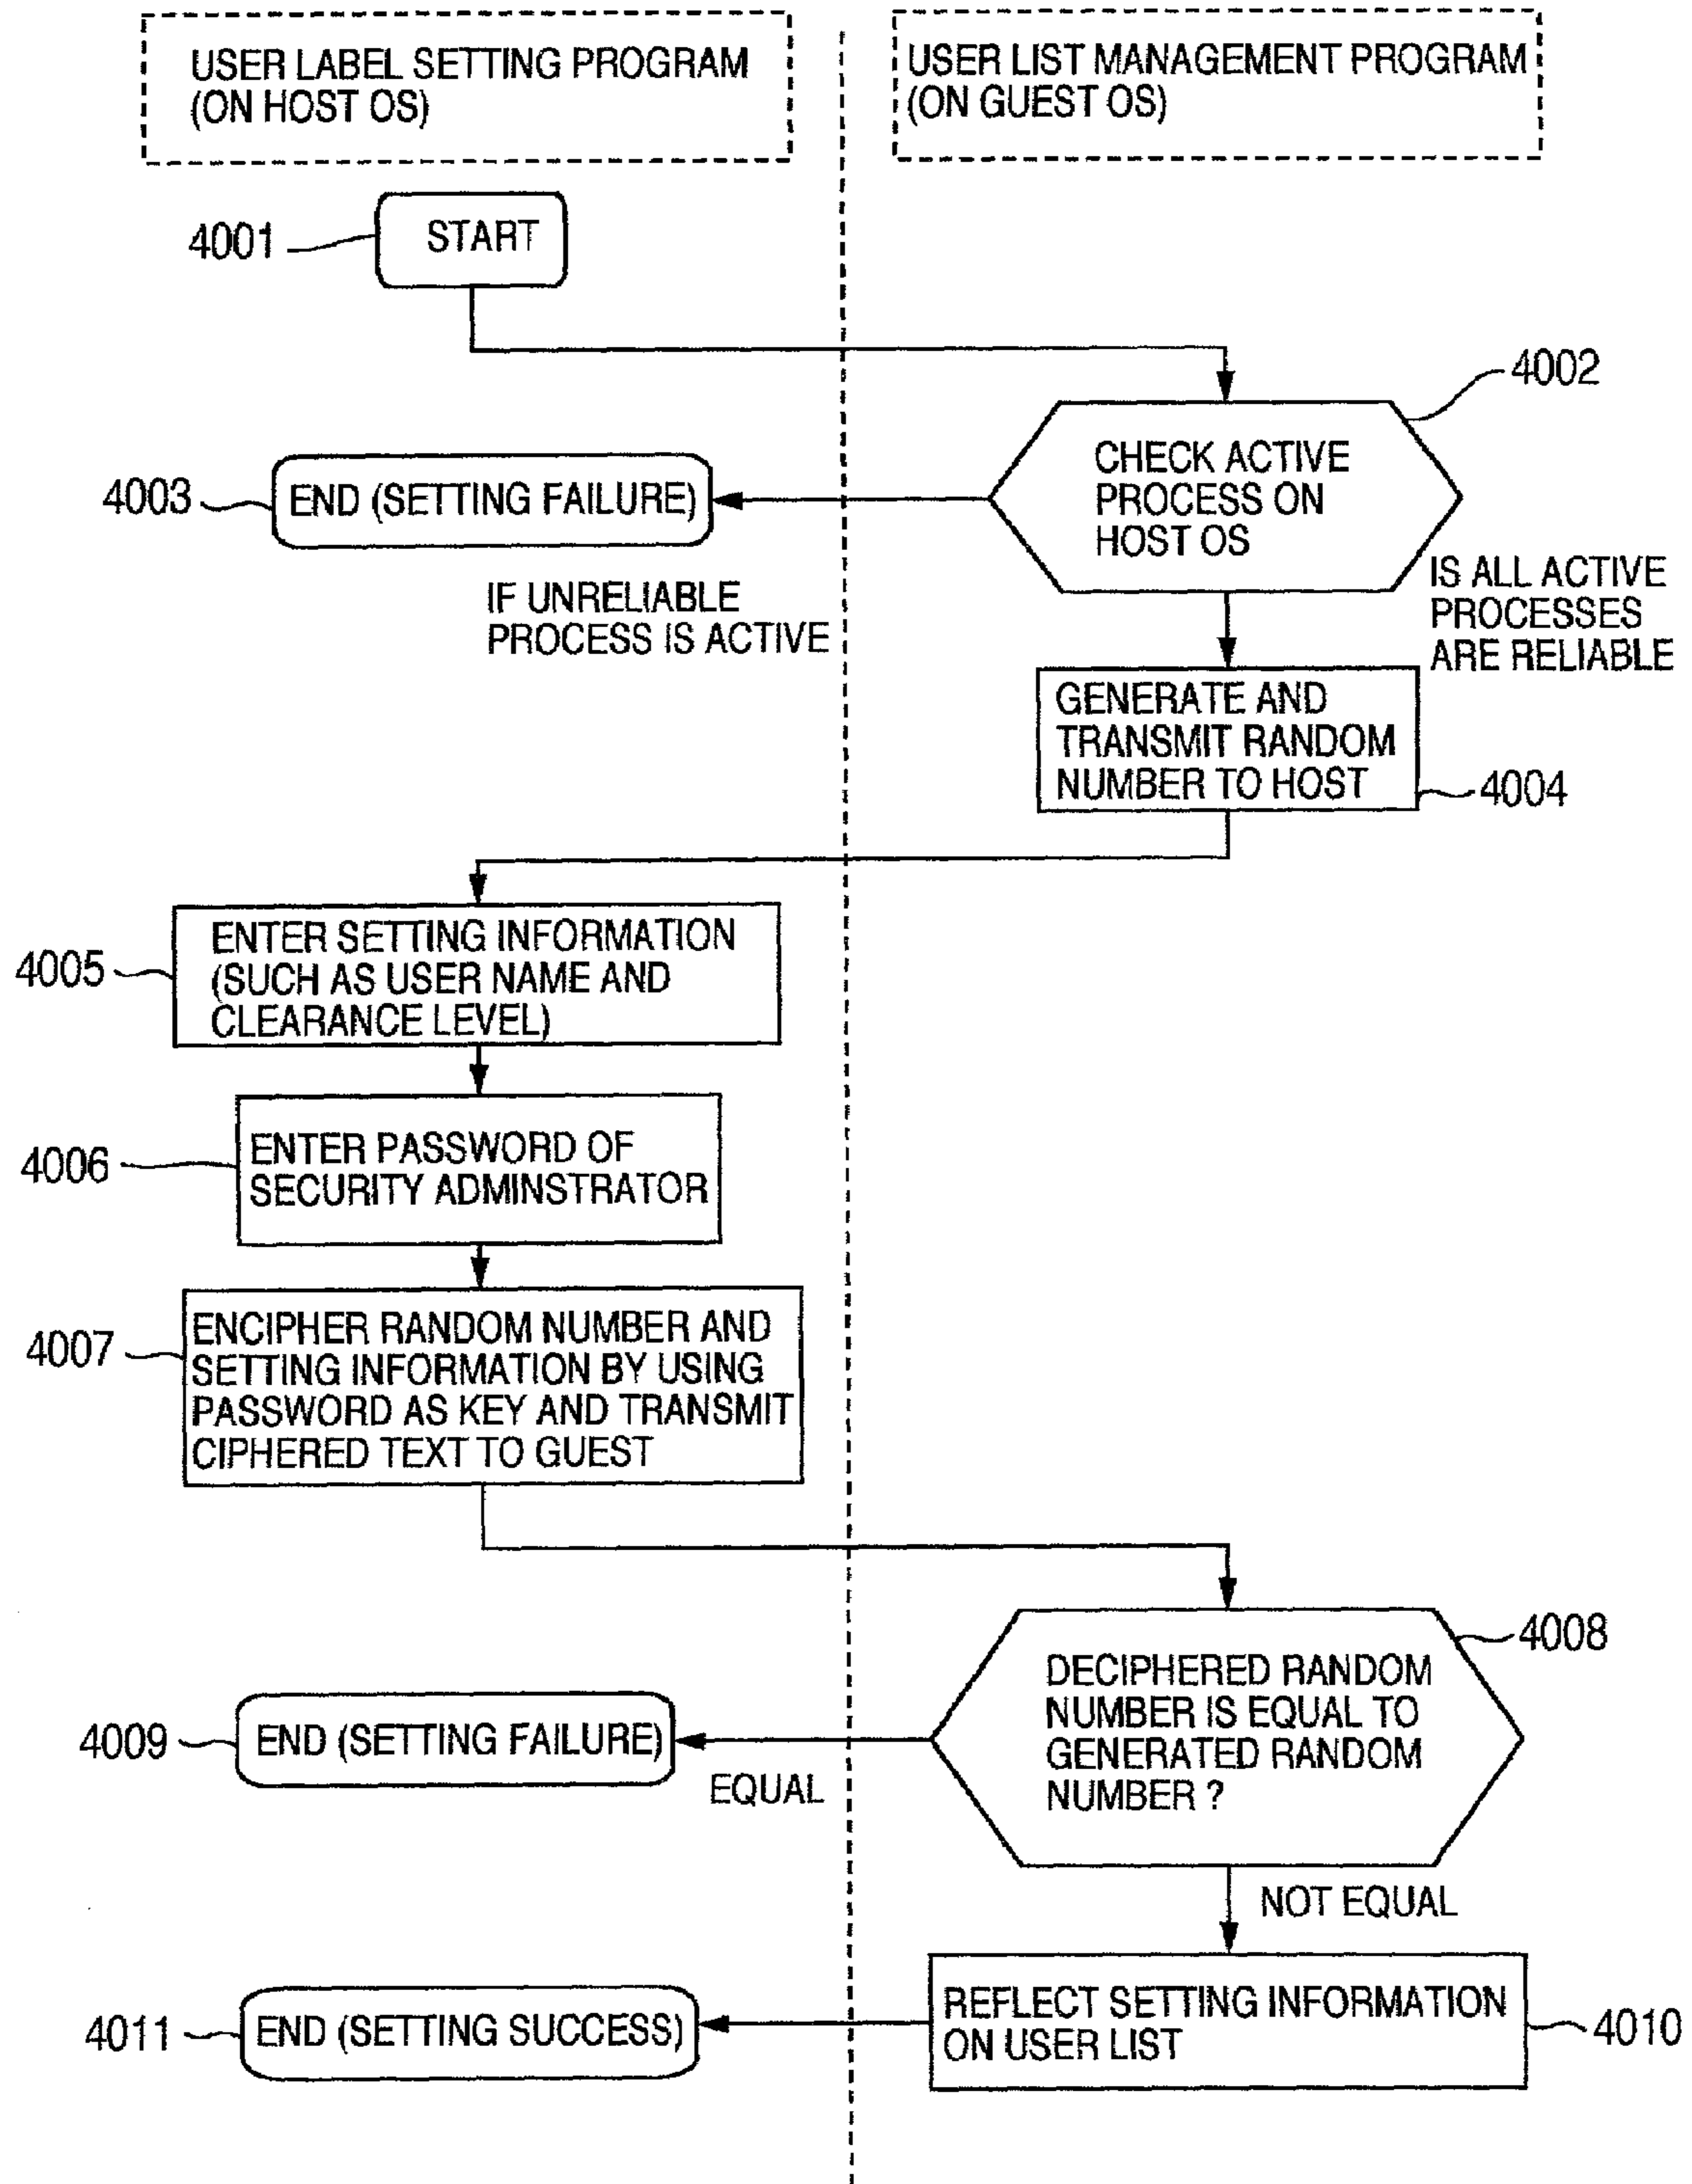 USER LABEL SETTING PROGRAM
(ON HOST OS)
USER LIST MANAGEMENT PROGRAM
(ON GUEST OS)
4001
START
4002
CHECK ACTIVE
PROCESS ON
HOST OS
4003
END (SETTING FAILURE)
IF UNRELIABLE
PROCESS IS ACTIVE
IS ALL ACTIVE
PROCESSES
ARE RELIABLE
GENERATE AND
TRANSMIT RANDOM
NUMBER TO HOST
4004
4005
ENTER SETTING INFORMATION
(SUCH AS USER NAME AND
CLEARANCE LEVEL)
4006
ENTER PASSWORD OF
SECURITY ADMINSTRATOR
4007
ENCIPHER RANDOM NUMBER AND
SETTING INFORMATION BY USING
PASSWORD AS KEY AND TRANSMIT
CIPHERED TEXT TO GUEST
4008
DECIPHERED RANDOM
NUMBER IS EQUAL TO
GENERATED RANDOM
NUMBER ?
4009
END (SETTING FAILURE)
EQUAL
NOT EQUAL
REFLECT SETTING INFORMATION
ON USER LIST
4010
4011
END (SETTING SUCCESS)